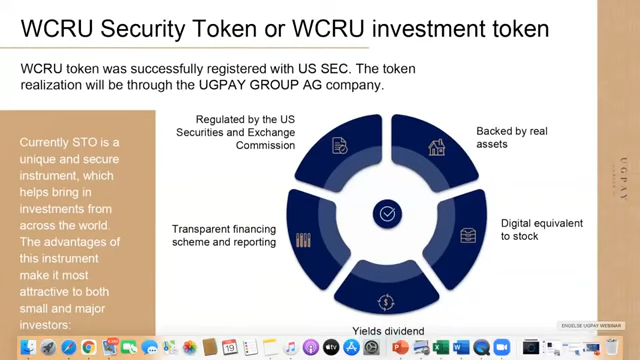 WCRU Security Token or WCRU investment token
WCRU token was successfully registered with US SEC. The token
realization will be through the UGPAY GROUP AG company.
Currently STO is a
unique and secure
instrument, which
helps bring in
investments from
across the world.
The advantages of
this instrument
make it most
attractive to both
small and major
investors:
Regulated by the US
Securities and Exchange
Commission
Backed by real
assets
Transparent financing
scheme and reporting
Digital equivalent
to stock
Yields dividend
UGPAY
ENGELSE UGPAY WEBINAR
19
tv